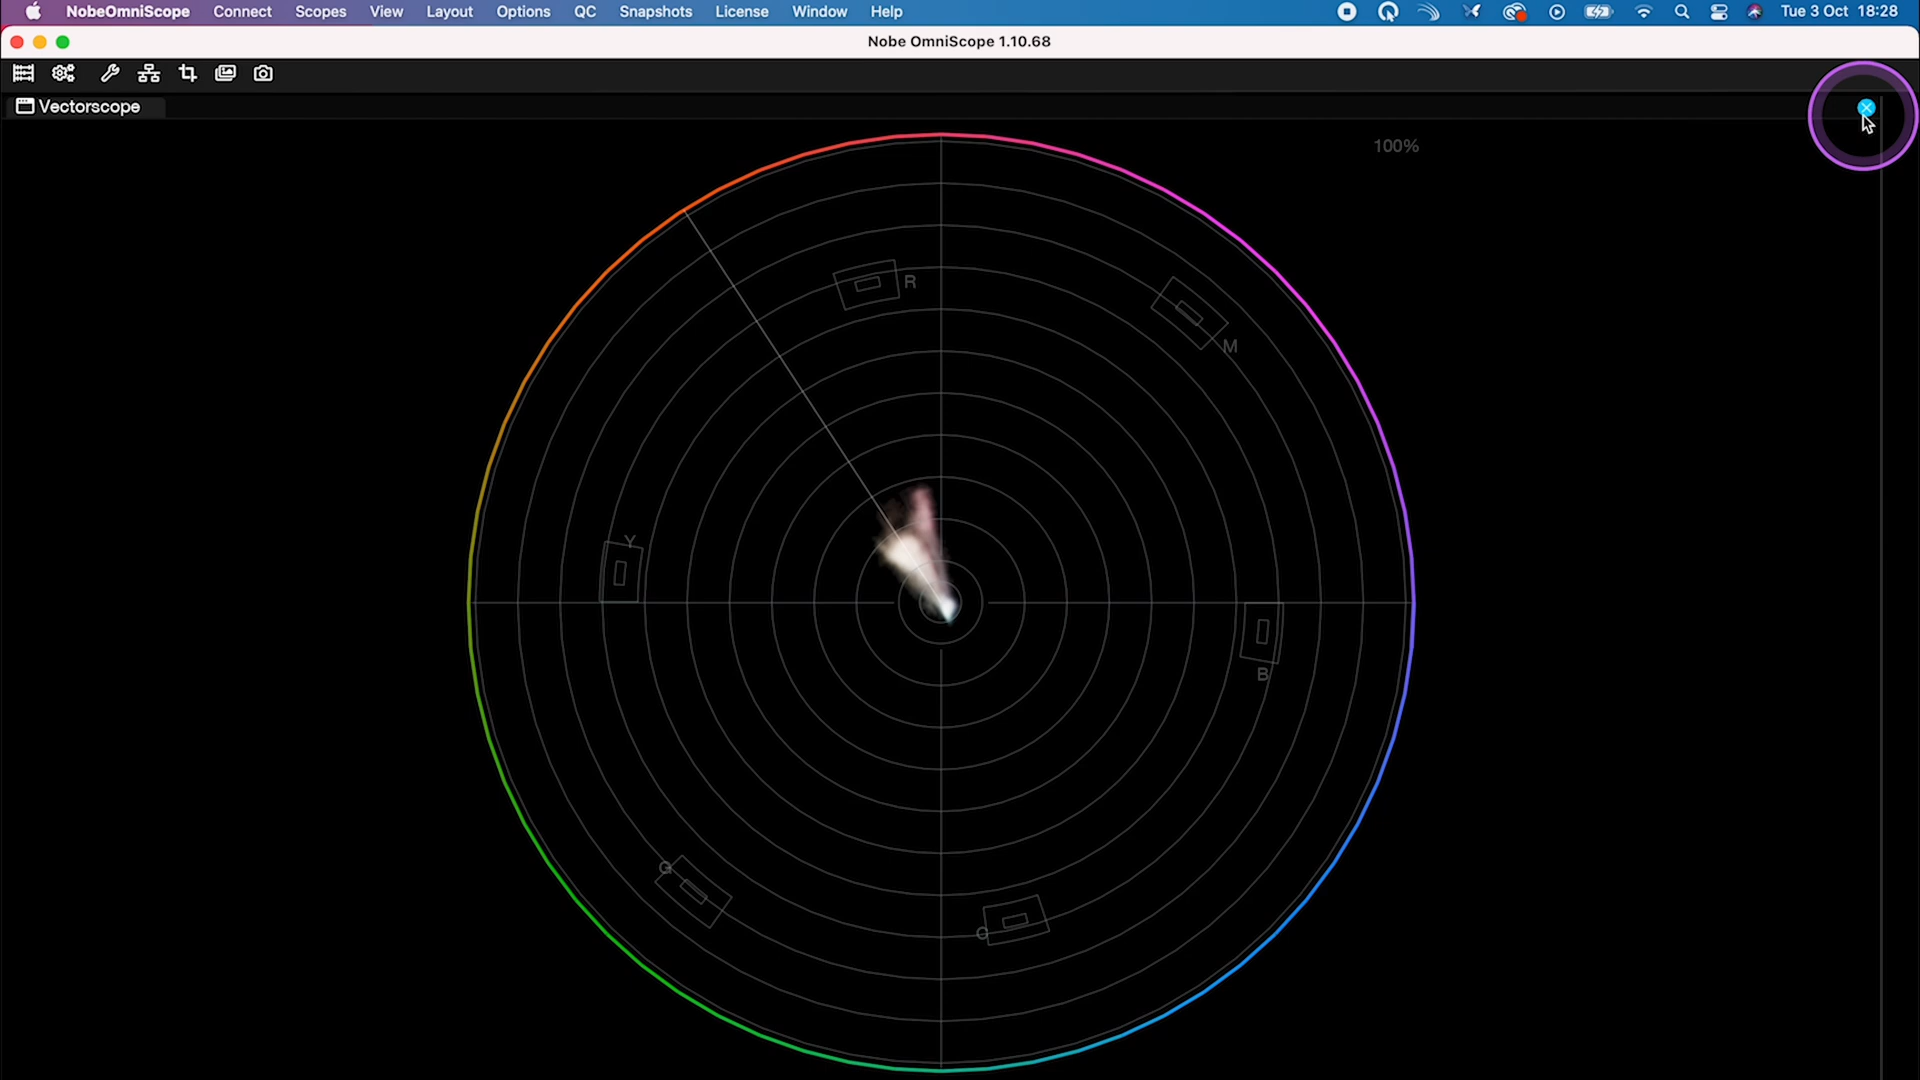 NobeOmniScope Connect Scopes View Layout Options QC Snapshots License Window Help Tue 3 Oct 18:28
Nobe OmniScope 1.10.68
Vectorscope
100%
R
M
Y
B
G
C